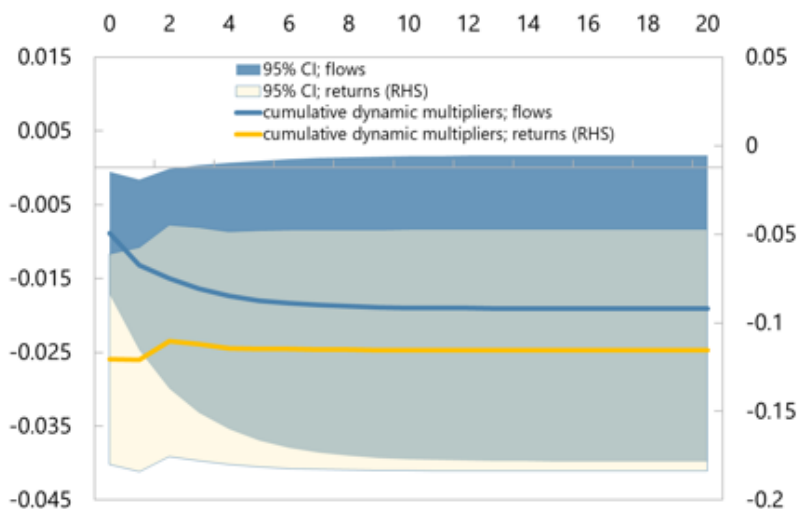 0 2 4 6 8 10 12 14 16 18 20
0.015 0.05
95% CI; flows
95% CI; returns (RHS)
cumulative dynamic multipliers; flows
cumulative dynamic multipliers; returns (RHS)
0.005 0
-0.005
-0.05
-0.015
-0.1
-0.025
-0.15
-0.035
-0.045 -0.2